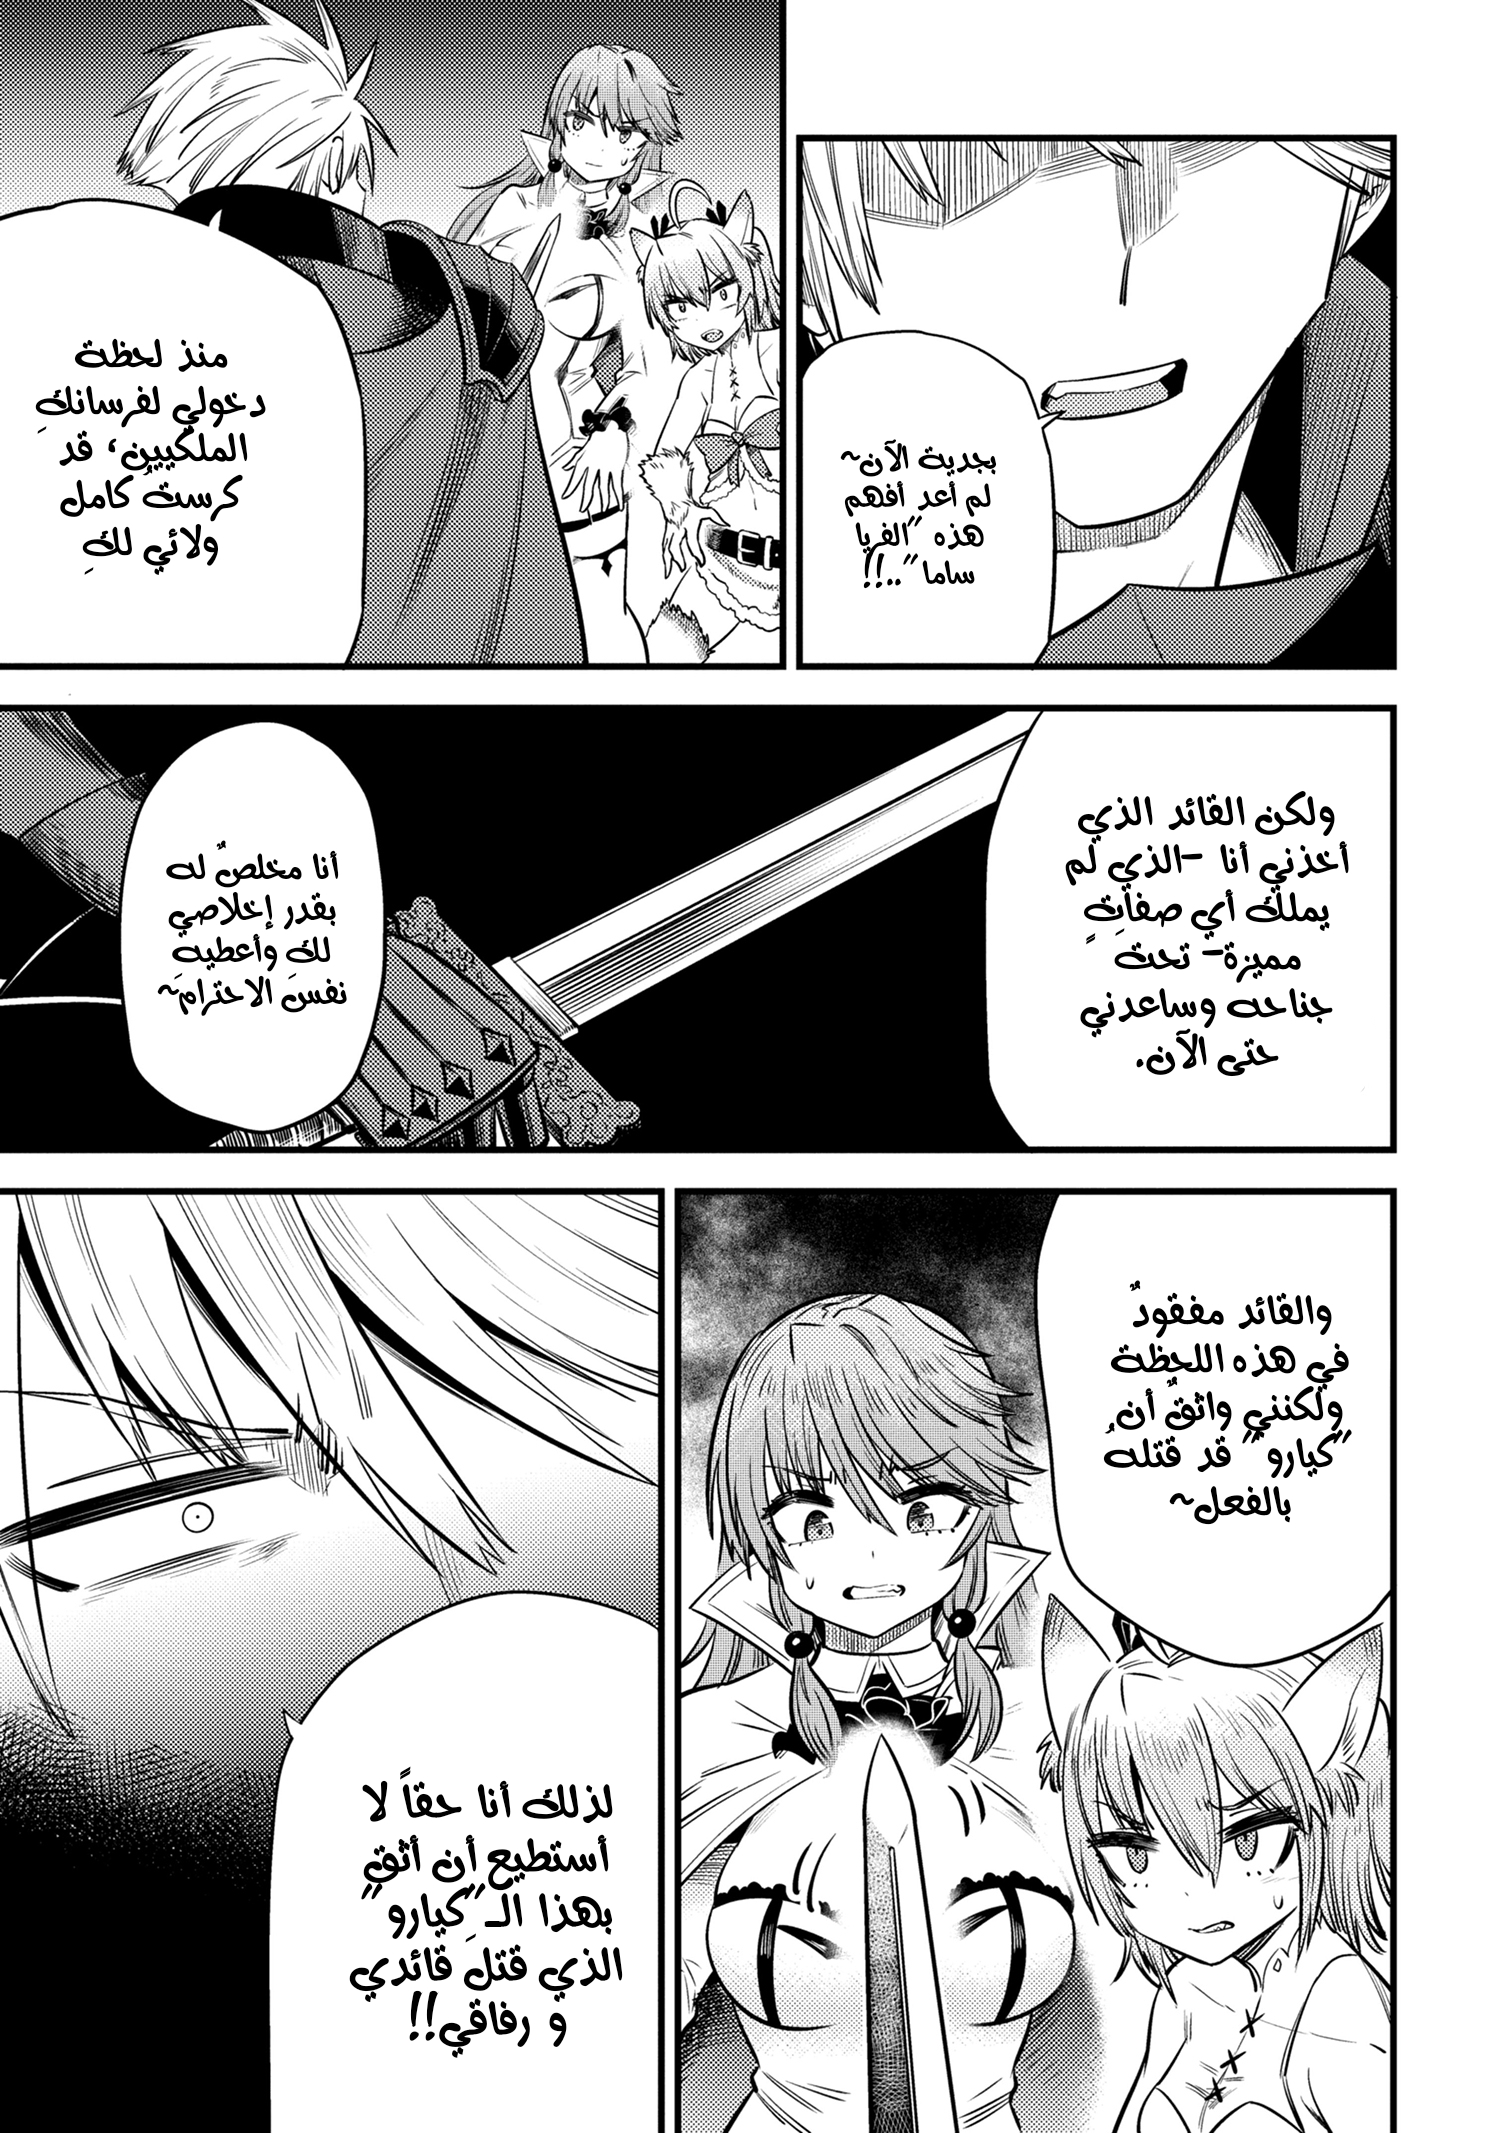 بجدية الآن~
لم أعد أفهم
هذه "الفريا
ساما"..!!
منذ لحظة
دخولي لفرسانكِ
الملكيين، قد
كرستُ كامل
ولائي لكِ
ولكن القائد الذي
أخذني أنا -الذي لم
يملك أي صفاتٍ
مميزة- تحت
جناحه وساعدني
حتى الآن.
أنا مخلصٌ له
بقدر إخلاصي
لكَ وأعطيهِ
نفسَ الاحترامَ~
والقائد مفقودٌ
في هذه اللحظة
ولكنني واثقٌ أن
"كيارو" قد قتلهُ
بالفعل~
لذلك أنا حقاً لا
أستطيع أن أثق
بهذا الـ"كيارو"
الذي قتلَ قائدي
و رفاقي!!